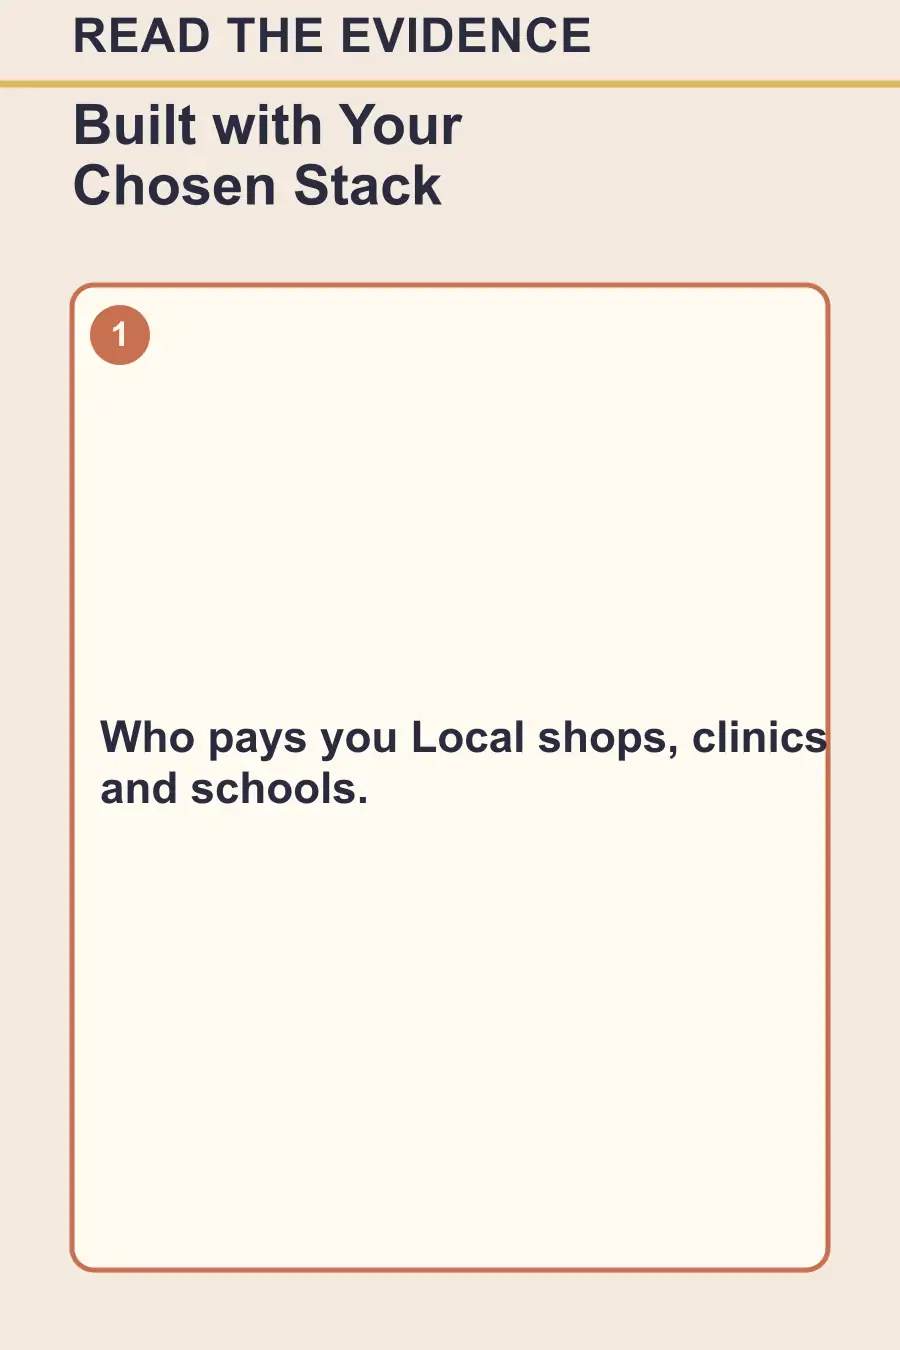 READ THE EVIDENCE
Built with Your
Chosen Stack
1
Who pays you Local shops, clinics
and schools.